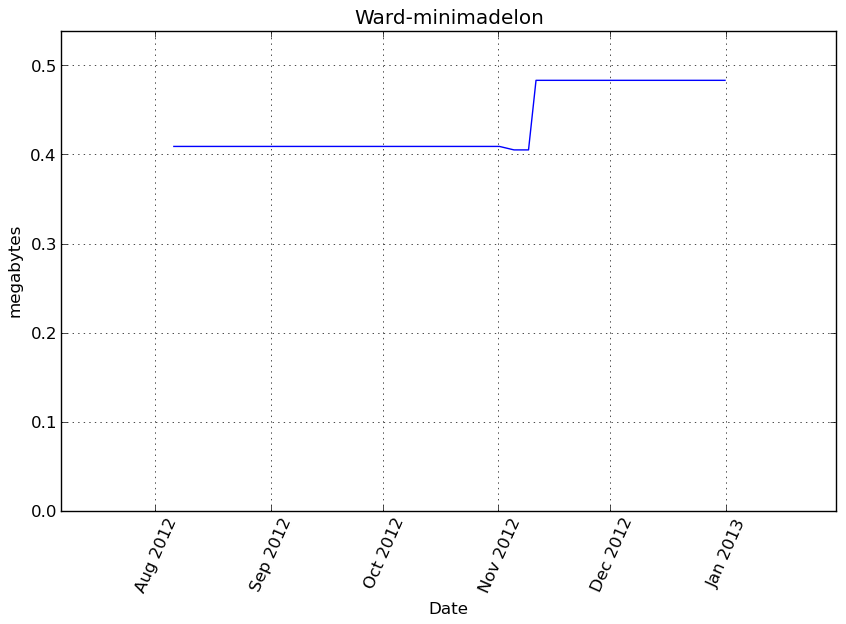 Ward-minimadelon
0.5
0.4
0.3
0.2
0.1
0.0
megabytes
Aug 2012
Sep 2012
Oct 2012
Nov 2012
Dec 2012
Jan 2013
Date